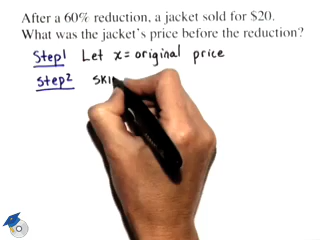 After a 60% reduction, a jacket sold for $20.
What was the jacket's price before the reduction?
Step1 Let x = original price
Step2 SKI